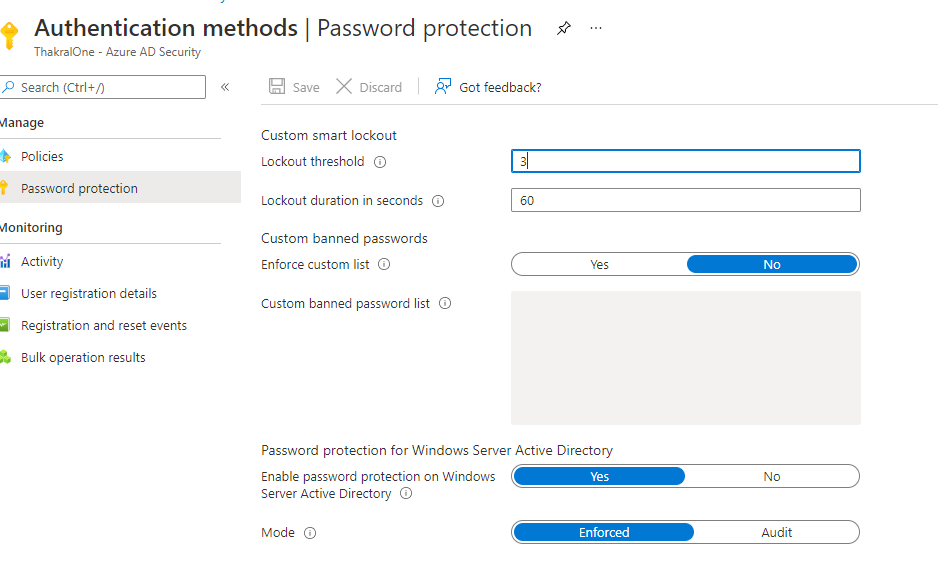 Authentication methods | Password protection
ThakralOne - Azure AD Security
Search (Ctrl+/)
Save
Discard
Got feedback?
Manage
Policies
Password protection
Monitoring
Activity
User registration details
Registration and reset events
Bulk operation results
Custom smart lockout
Lockout threshold
3
Lockout duration in seconds
60
Custom banned passwords
Enforce custom list
Yes
No
Custom banned password list
Password protection for Windows Server Active Directory
Enable password protection on Windows
Server Active Directory
Yes
No
Mode
Enforced
Audit